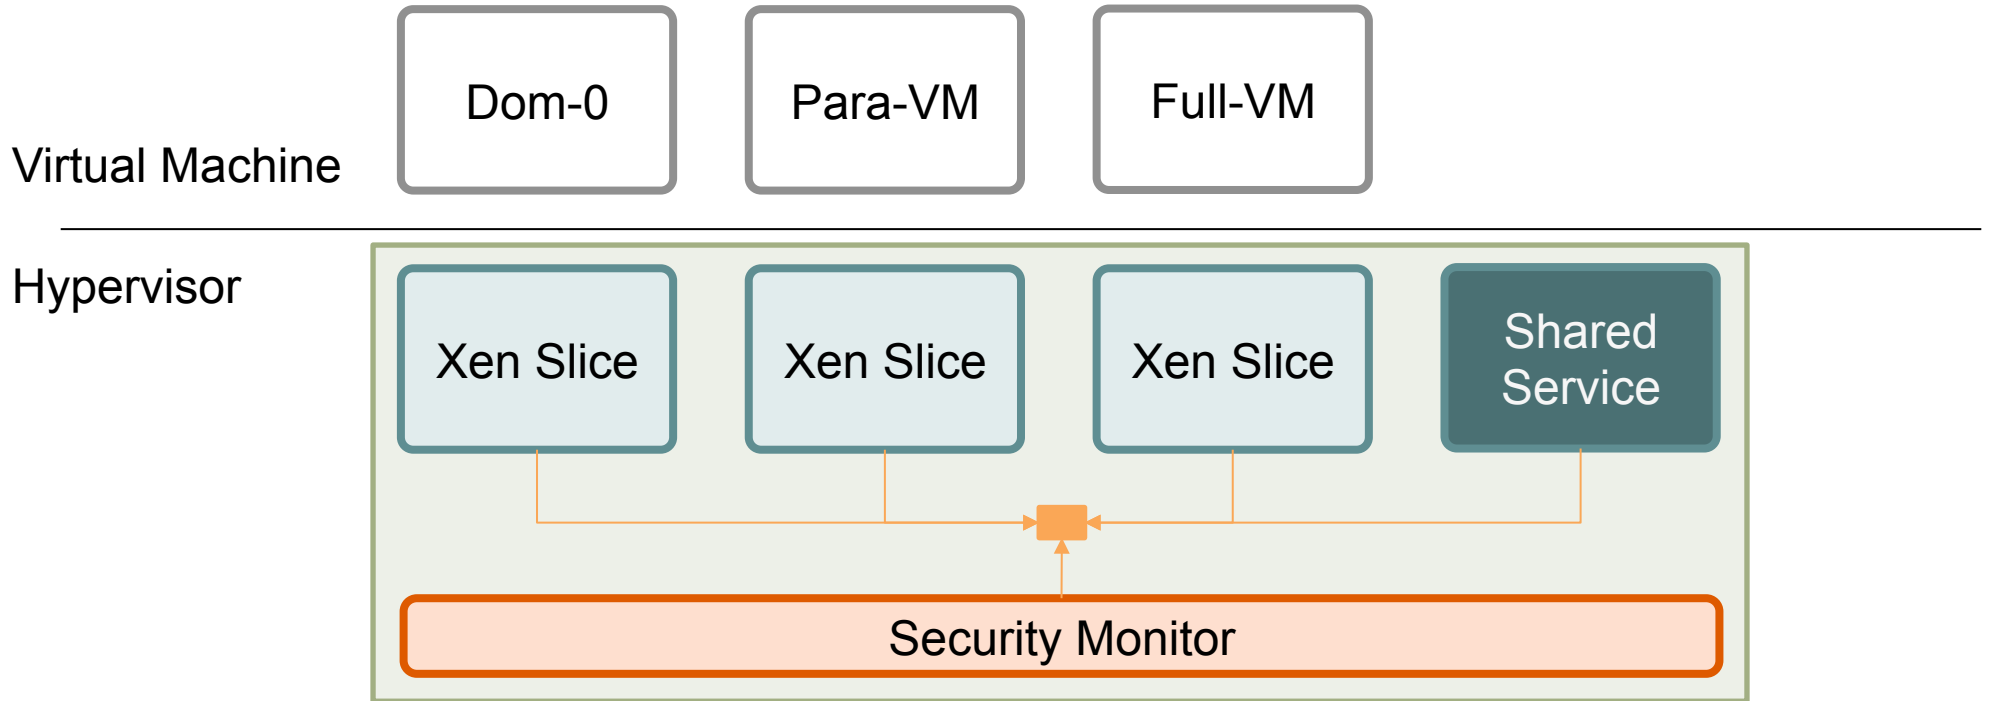 Dom-0
Para-VM
Full-VM
Virtual Machine
Hypervisor
Xen Slice
Xen Slice
Xen Slice
Shared
Service
Security Monitor